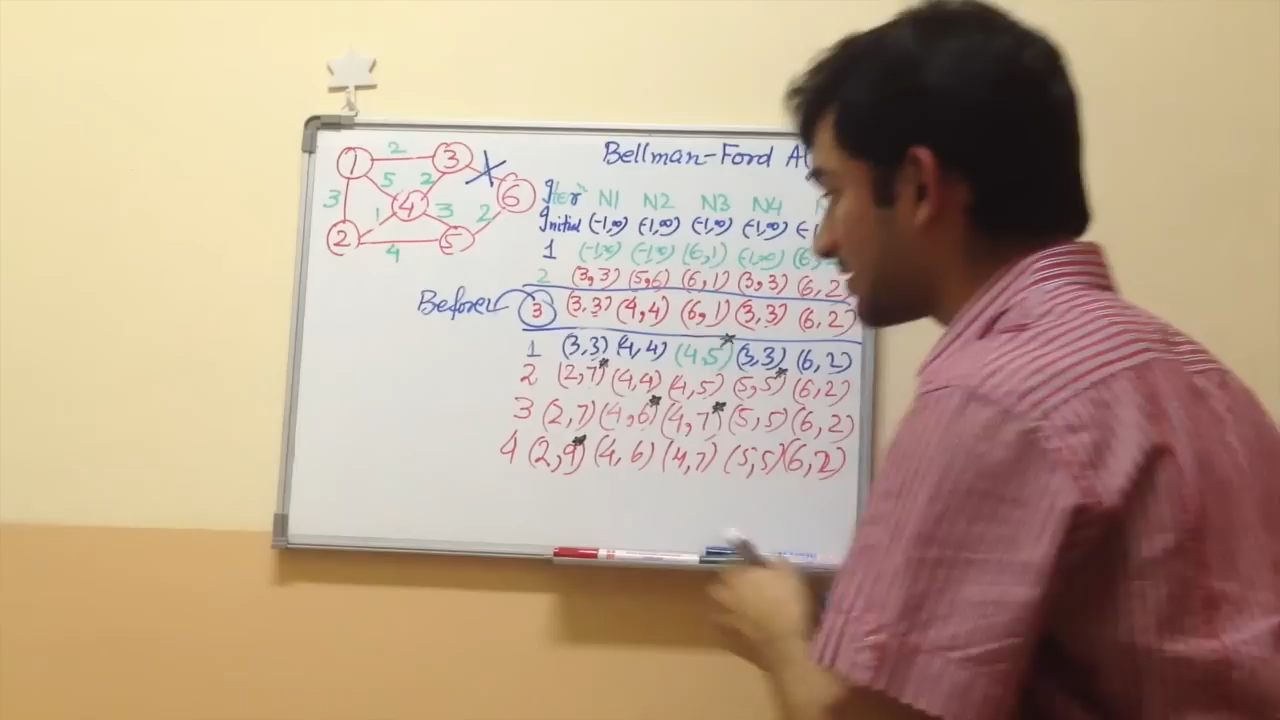 1 2 3
5 2 6
3 4 3 2
1
2 4 5
Bellman-Ford
Iterⁿ N1 N2 N3 N4
Initial (-1,∞) (-1,∞) (-1,∞) (-1,∞) (-1,
1 (-1,∞) (-1,∞) (6,1) (-1,∞) (6,
2 (3,3) (5,6) (6,1) (3,3) (6,2)
Before 3 (3,3) (4,4) (6,1) (3,3) (6,2)
1 (3,3) (4,4) (4,5)* (3,3) (6,2)
2 (2,7)* (4,4) (4,5) (5,5)* (6,2)
3 (2,7) (4,6)* (4,7)* (5,5) (6,2)
4 (2,9)* (4,6) (4,7) (5,5) (6,2)